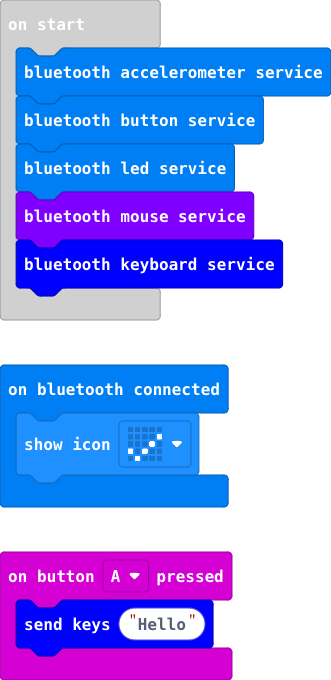 on start
bluetooth accelerometer service
bluetooth button service
bluetooth led service
bluetooth mouse service
bluetooth keyboard service
on bluetooth connected
show icon
on button A pressed
send keys "Hello"